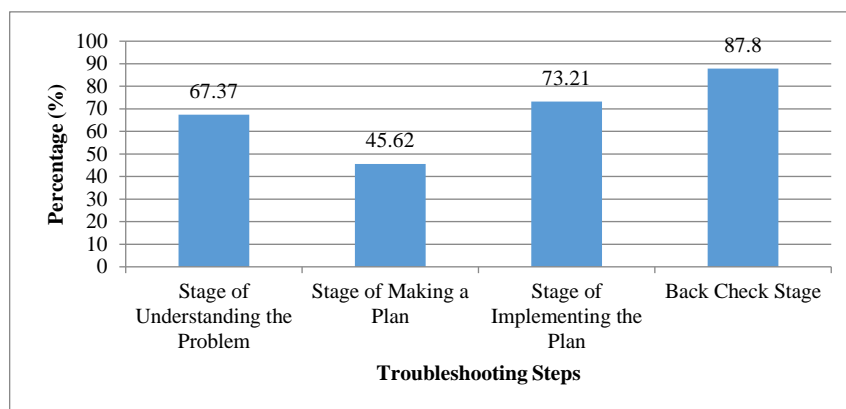 Percentage (%)
100
90
80
70
60
50
40
30
20
10
0
67.37
45.62
73.21
87.8
Stage of
Understanding the
Problem
Stage of Making a
Plan
Stage of
Implementing the
Plan
Back Check Stage
Troubleshooting Steps